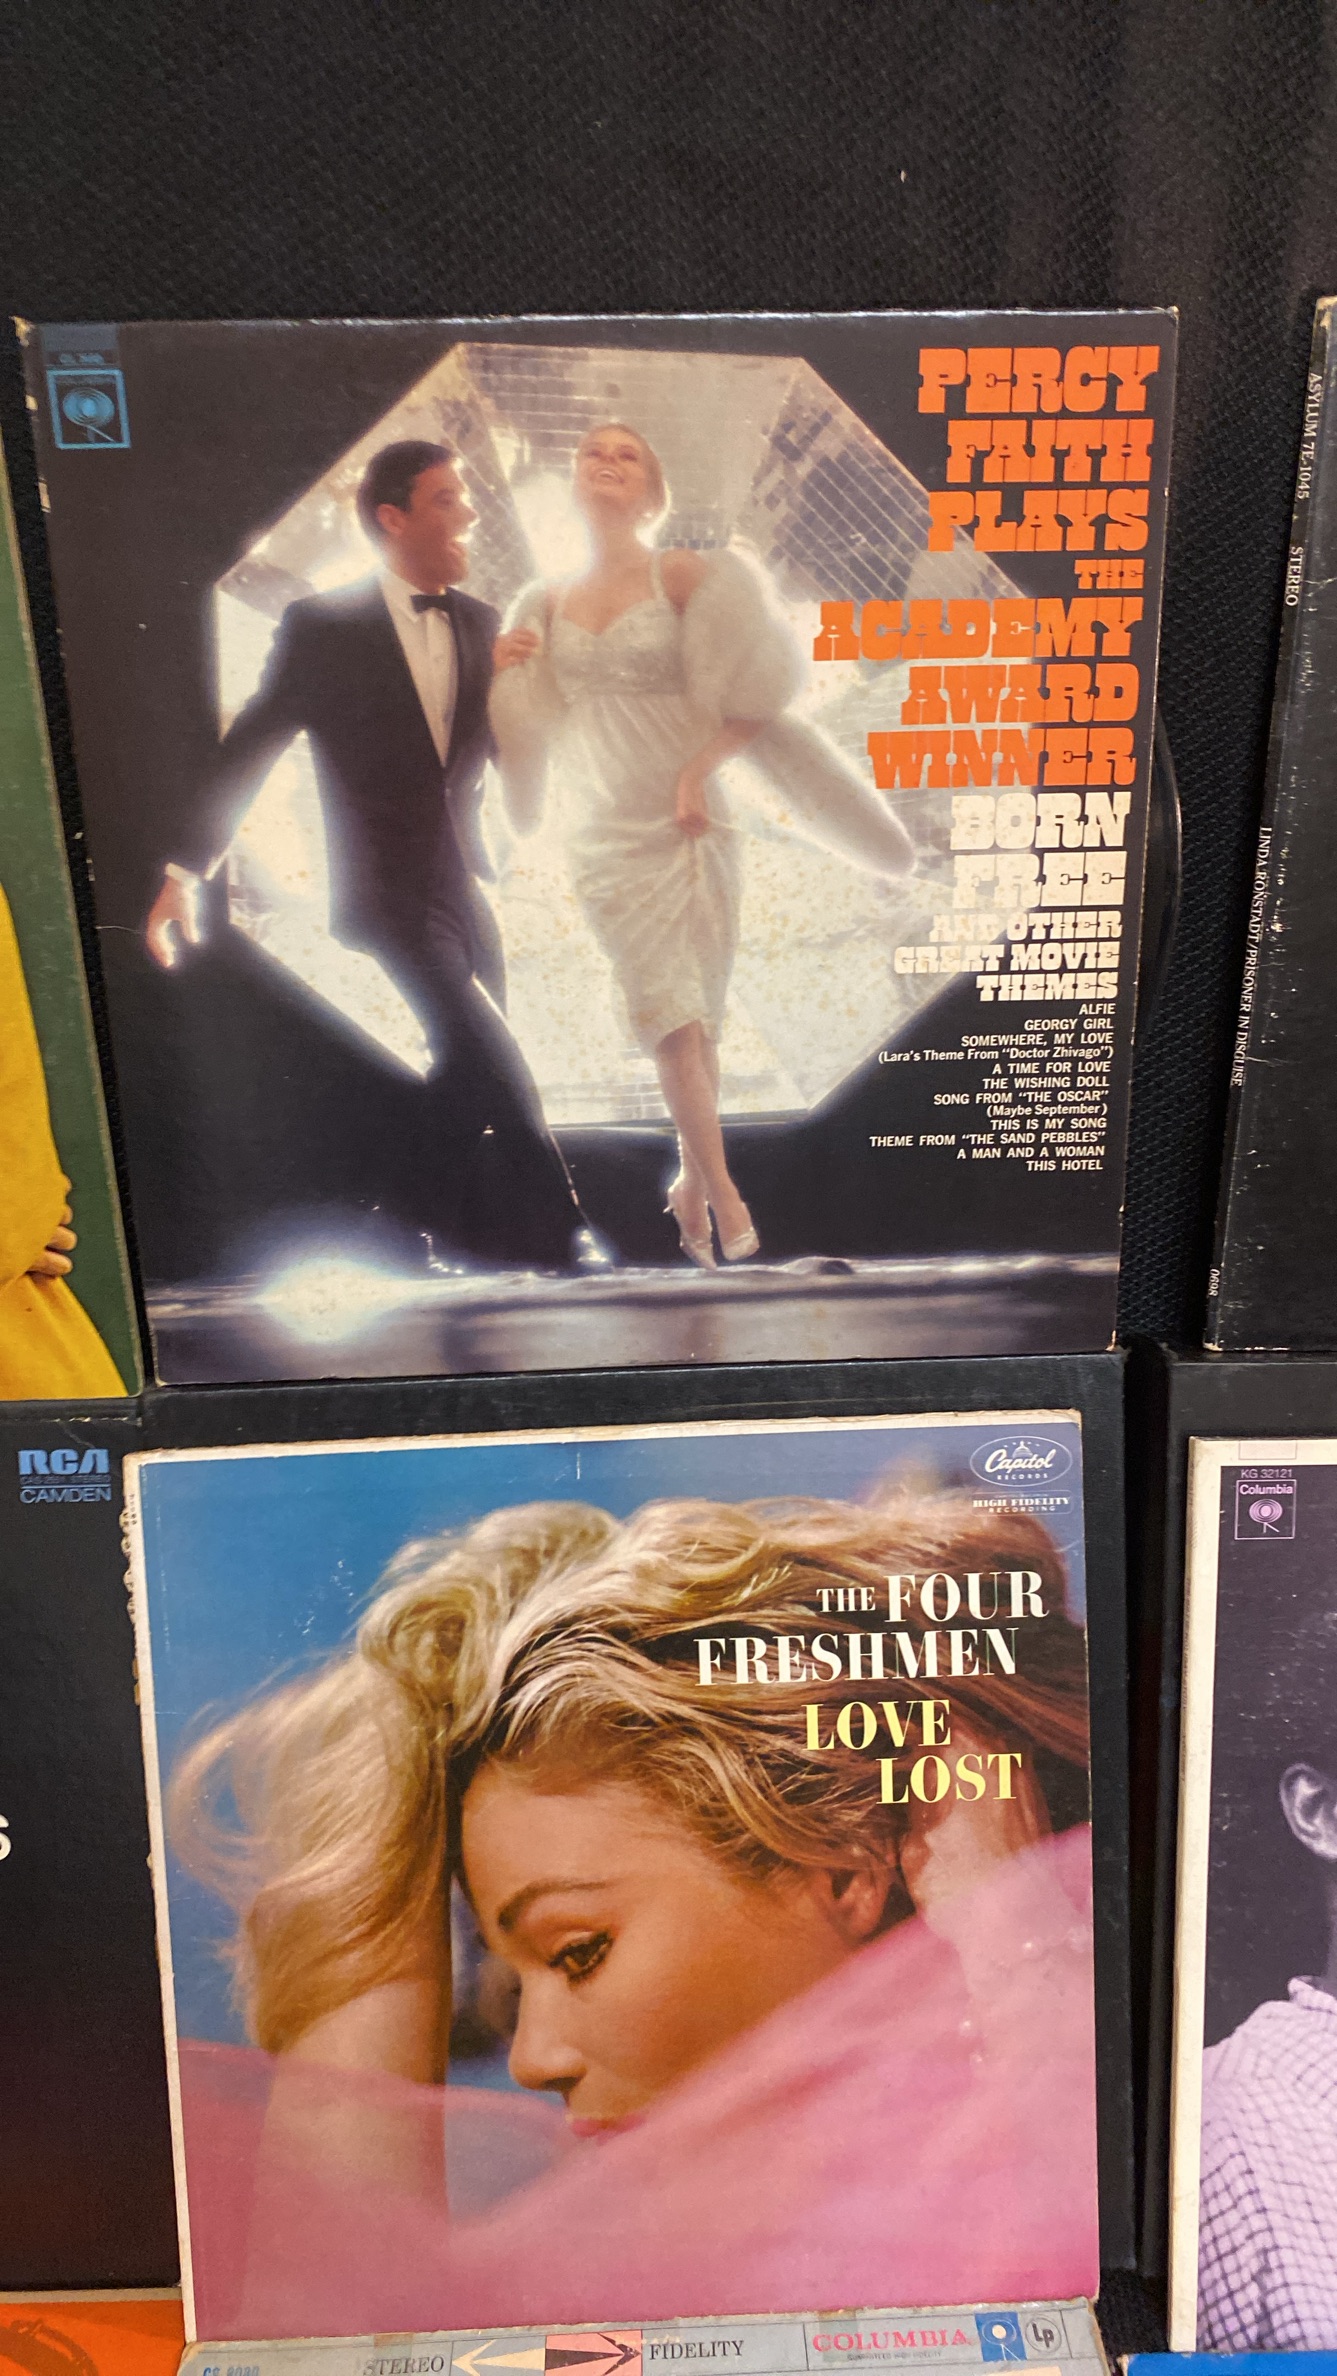 PERCY
FAITH
PLAYS
THE
ACADEMY
AWARD
WINNER
BORN
FREE
AND OTHER
GREAT MOVIE
THEMES
ALFIE
GEORGY GIRL
SOMEWHERE, MY LOVE
(Lara's Theme From "Doctor Zhivago")
A TIME FOR LOVE
THE WISHING DOLL
SONG FROM "THE OSCAR"
(Maybe September)
THIS IS MY SONG
THEME FROM "THE SAND PEBBLES"
A MAN AND A WOMAN
THIS HOTEL
ASYLUM 7E-1045
STEREO
LINDA RONSTADT/PRISONER IN DISGUISE
0698
RCA
STEREO
CAMDEN
S
Capitol
RECORDS
HIGH FIDELITY
RECORDING
THE FOUR
FRESHMEN
LOVE
LOST
KG 32121
Columbia
STEREO
FIDELITY
COLUMBIA
Lp